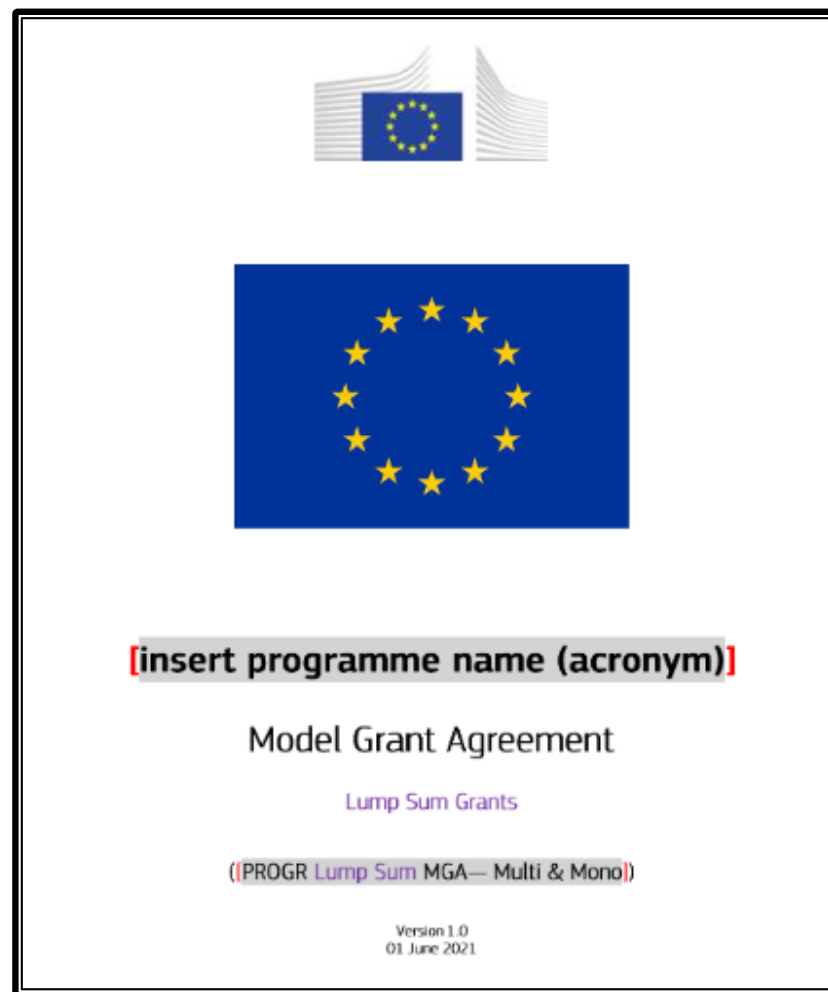 [insert programme name (acronym)]
Model Grant Agreement
Lump Sum Grants
([PROGR Lump Sum MGA— Multi & Mono])
Version 1.0
01 June 2021